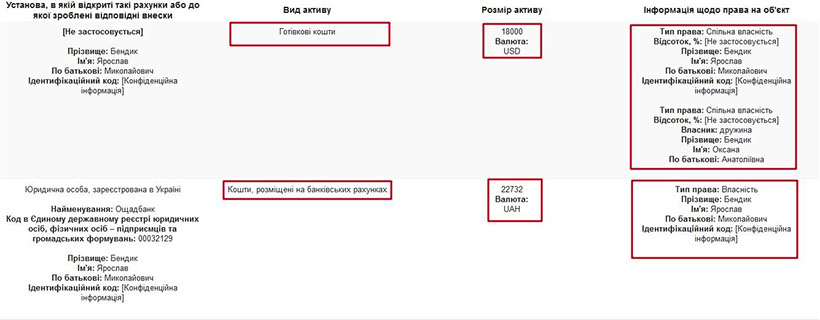 Установа, в якій відкриті такі рахунки або до
якої зроблені відповідні внески
Вид активу
Розмір активу
Інформація щодо права на об'єкт
[Не застосовується]
Прізвище: Бендик
Ім'я: Ярослав
По батькові: Миколайович
Ідентифікаційний код: [Конфіденційна
інформація]
Готівкові кошти
18000
Валюта:
USD
Тип права: Спільна власність
Відсоток, %: [Не застосовується]
Прізвище: Бендик
Ім'я: Ярослав
По батькові: Миколайович
Ідентифікаційний код: [Конфіденційна
інформація]
Тип права: Спільна власність
Відсоток, %: [Не застосовується]
Власник: дружина
Прізвище: Бендик
Ім'я: Оксана
По батькові: Анатоліївна
Юридична особа, зареєстрована в Україні
Найменування: Ощадбанк
Код в Єдиному державному реєстрі юридичних
осіб, фізичних осіб – підприємців та
громадських формувань: 00032129
Прізвище: Бендик
Ім'я: Ярослав
По батькові: Миколайович
Ідентифікаційний код: [Конфіденційна
інформація]
Кошти, розміщені на банківських рахунках
22732
Валюта:
UAH
Тип права: Власність
Прізвище: Бендик
Ім'я: Ярослав
По батькові: Миколайович
Ідентифікаційний код: [Конфіденційна
інформація]